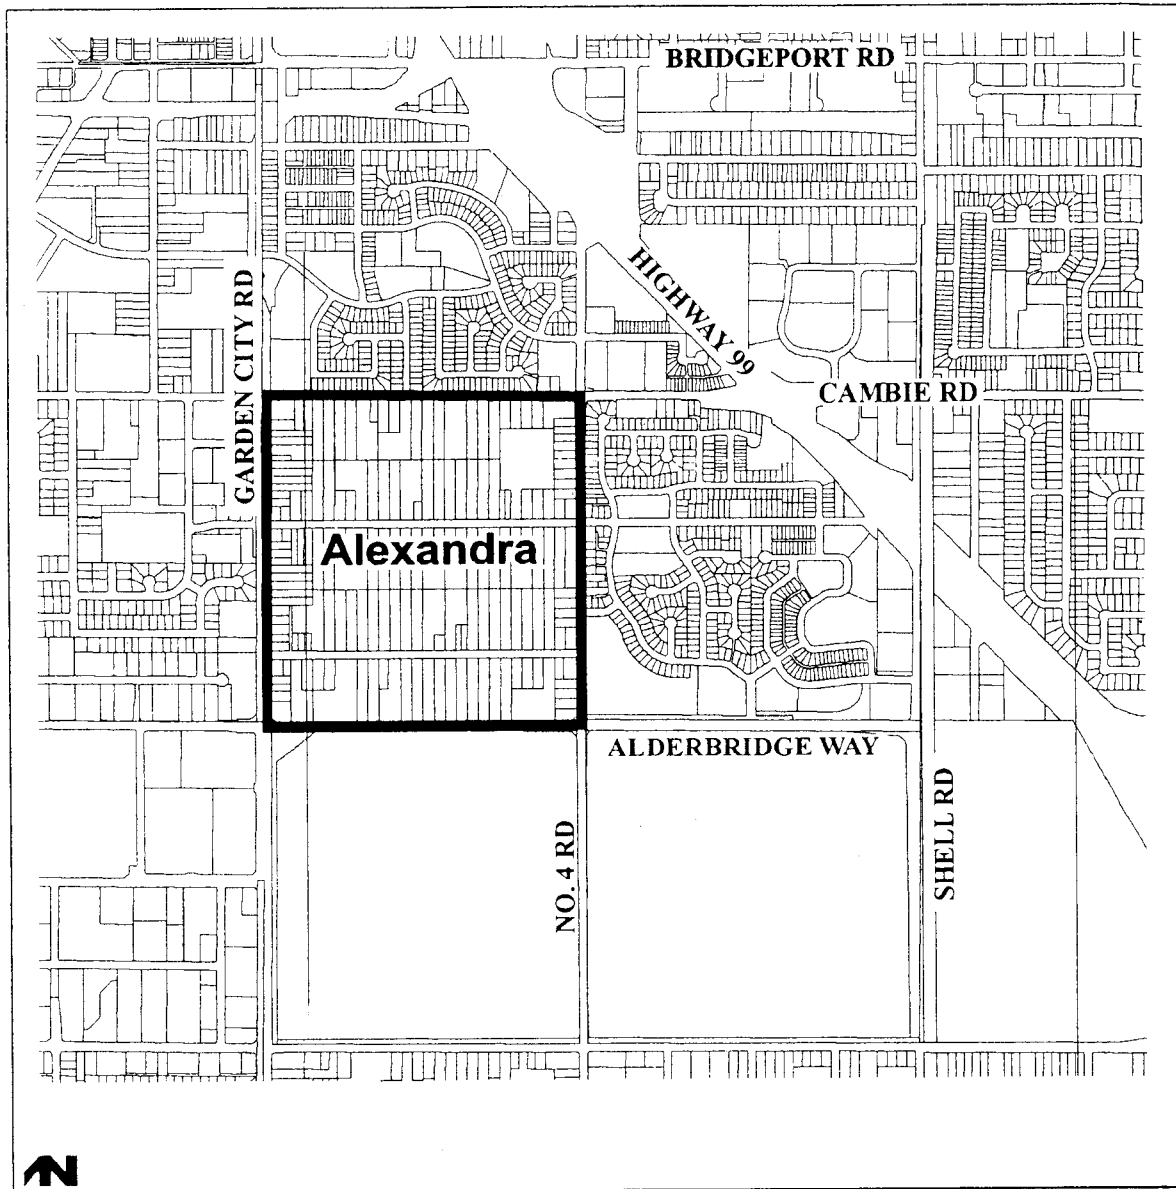 BRIDGEPORT RD
HIGHWAY 99
GARDEN CITY RD
CAMBIE RD
Alexandra
ALDERBRIDGE WAY
NO. 4 RD
SHELL RD
N